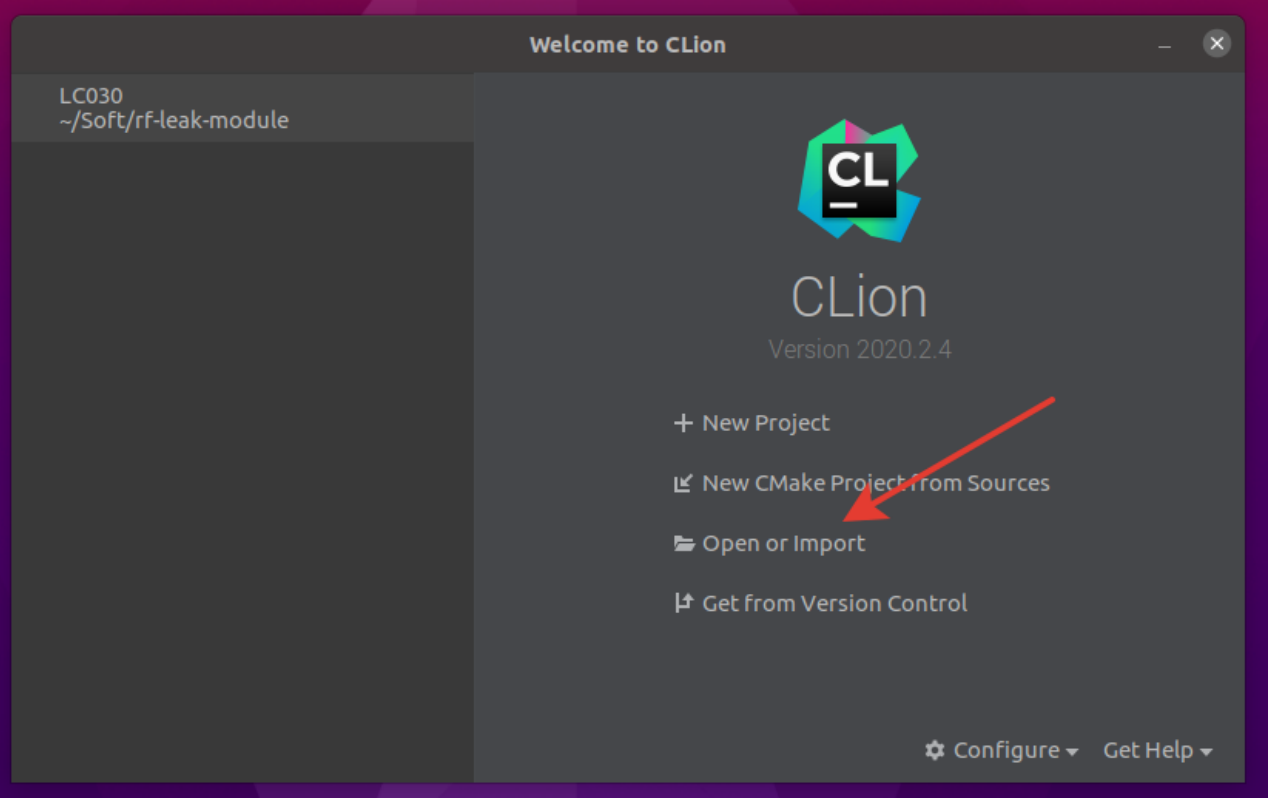 Welcome to CLion
LC030
~/Soft/rf-leak-module
CL
CLion
Version 2020.2.4
New Project
New CMake Project from Sources
Open or Import
Get from Version Control
Configure
Get Help